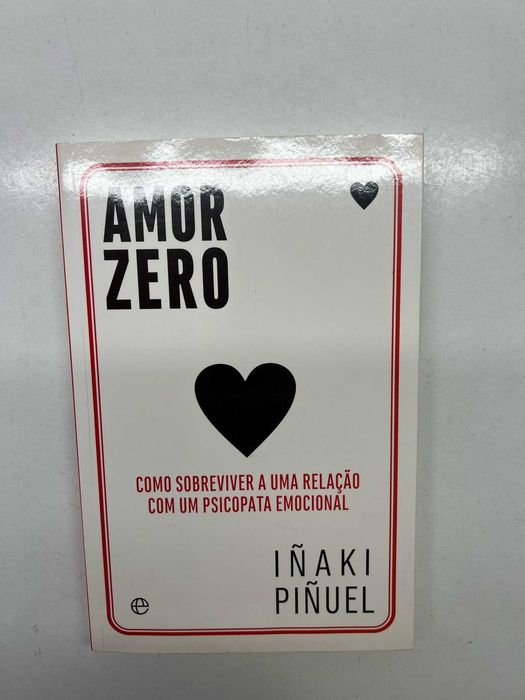 AMOR
ZERO
COMO SOBREVIVER A UMA RELAÇÃO
COM UM PSICOPATA EMOCIONAL
IÑAKI
PIÑUEL